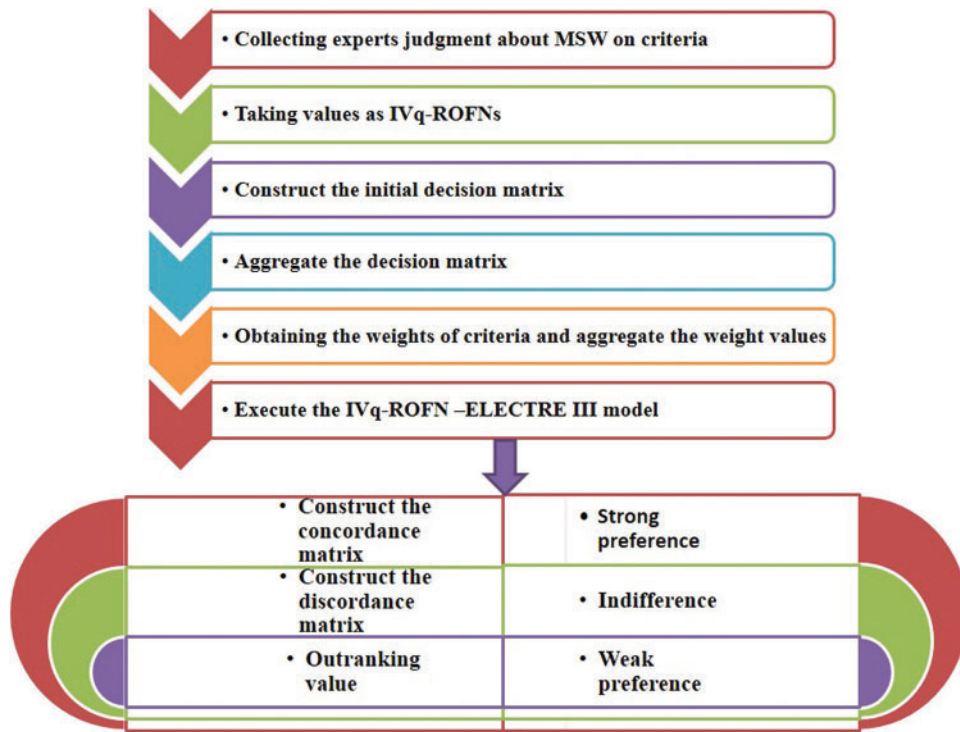 • Collecting experts judgment about MSW on criteria
• Taking values as IVq-ROFNs
• Construct the initial decision matrix
• Aggregate the decision matrix
• Obtaining the weights of criteria and aggregate the weight values
• Execute the IVq-ROFN –ELECTRE III model
• Construct the
concordance
matrix
• Strong
preference
• Construct the
discordance
matrix
• Indifference
• Outranking
value
• Weak
preference